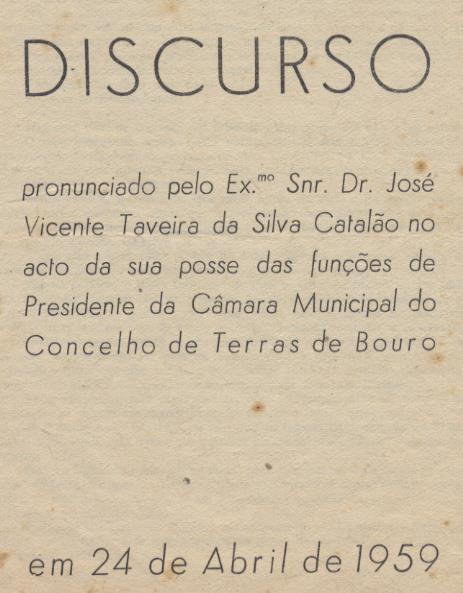 DISCURSO
pronunciado pelo Ex.mo Snr. Dr. José
Vicente Taveira da Silva Catalão no
acto da sua posse das funções de
Presidente da Câmara Municipal do
Concelho de Terras de Bouro
em 24 de Abril de 1959